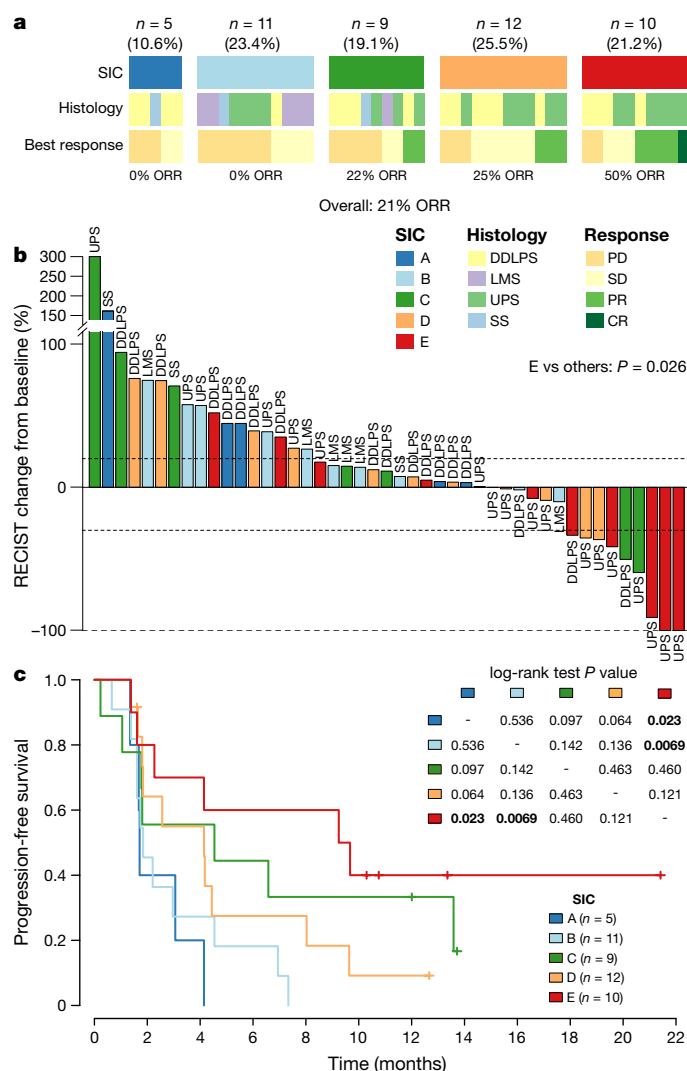 a
n = 5 n = 11 n = 9 n = 12 n = 10
(10.6%) (23.4%) (19.1%) (25.5%) (21.2%)
SIC
Histology
Best response
0% ORR 0% ORR 22% ORR 25% ORR 50% ORR
Overall: 21% ORR
b
SIC Histology Response
A DDLPS PD
B LMS SD
C UPS PR
D SS CR
E
E vs others: P = 0.026
RECIST change from baseline (%)
300
250
200
150
100
0
−100
UPS
SS
DDLPS
DDLPS
LMS
DDLPS
SS
UPS
UPS
DDLPS
DDLPS
DDLPS
DDLPS
UPS
DDLPS
UPS
LMS
UPS
LMS
LMS
LMS
DDLPS
DDLPS
SS
UPS
DDLPS
DDLPS
DDLPS
DDLPS
UPS
UPS
UPS
DDLPS
UPS
UPS
LMS
DDLPS
UPS
UPS
UPS
DDLPS
UPS
UPS
UPS
UPS
c
log-rank test P value
- 0.536 0.097 0.064 0.023
0.536 - 0.142 0.136 0.0069
0.097 0.142 - 0.463 0.460
0.064 0.136 0.463 - 0.121
0.023 0.0069 0.460 0.121 -
Progression-free survival
1.0
0.8
0.6
0.4
0.2
0
SIC
A (n = 5)
B (n = 11)
C (n = 9)
D (n = 12)
E (n = 10)
0 2 4 6 8 10 12 14 16 18 20 22
Time (months)